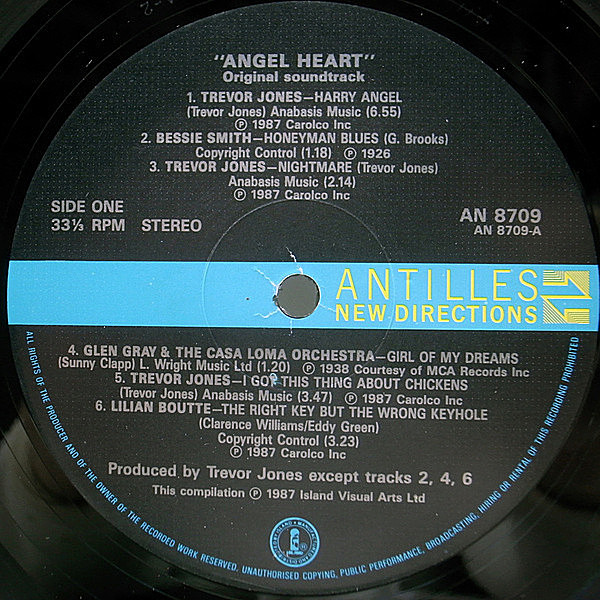 "ANGEL HEART"
Original soundtrack
1. TREVOR JONES—HARRY ANGEL
(Trevor Jones) Anabasis Music (6.55)
Ⓟ 1987 Carolco Inc
2. BESSIE SMITH—HONEYMAN BLUES (G. Brooks)
Copyright Control (1.18) Ⓟ 1926
3. TREVOR JONES—NIGHTMARE (Trevor Jones)
Anabasis Music (2.14)
Ⓟ 1987 Carolco Inc
SIDE ONE
33⅓ RPM STEREO
AN 8709
AN 8709-A
ANTILLES
NEW DIRECTIONS
4. GLEN GRAY & THE CASA LOMA ORCHESTRA—GIRL OF MY DREAMS
(Sunny Clapp) L. Wright Music Ltd (1.20) Ⓟ 1938 Courtesy of MCA Records Inc
5. TREVOR JONES—I GOT THIS THING ABOUT CHICKENS
(Trevor Jones) Anabasis Music (3.47) Ⓟ 1987 Carolco Inc
6. LILIAN BOUTTE—THE RIGHT KEY BUT THE WRONG KEYHOLE
(Clarence Williams/Eddy Green)
Copyright Control (3.23)
Ⓟ 1987 Carolco Inc
Produced by Trevor Jones except tracks 2, 4, 6
This compilation Ⓟ 1987 Island Visual Arts Ltd
ALL RIGHTS OF THE PRODUCER AND OF THE OWNER OF THE RECORDED WORK RESERVED. UNAUTHORISED COPYING, PUBLIC PERFORMANCE, BROADCASTING, HIRING OR RENTAL OF THIS RECORDING PROHIBITED